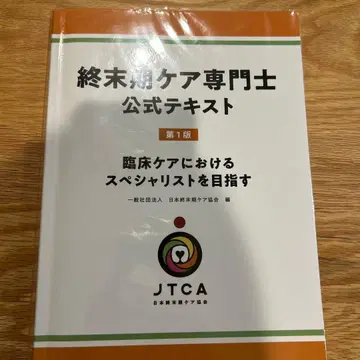 終末期ケア専門士
公式テキスト
第1版
臨床ケアにおける
スペシャリストを目指す
一般社団法人 日本終末期ケア協会 編
JTCA
日本終末期ケア協会